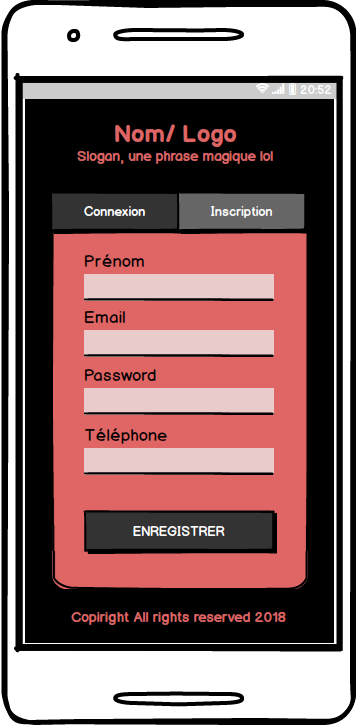 20:52
Nom/ Logo
Slogan, une phrase magique lol
Connexion
Inscription
Prénom
Email
Password
Téléphone
ENREGISTRER
Copiright All rights reserved 2018